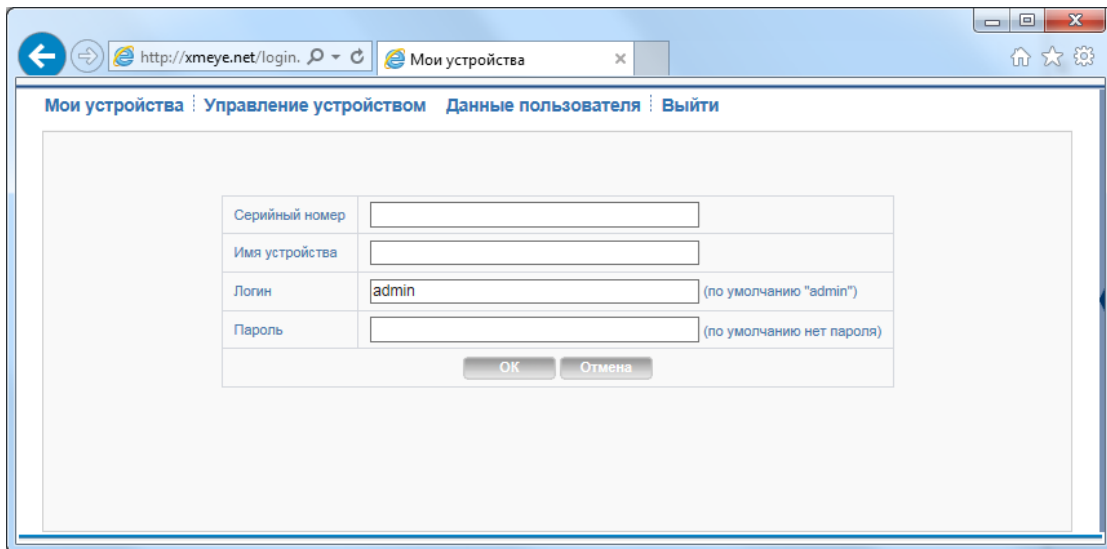 http://xmeye.net/login.
Мои устройства
Мои устройства Управление устройством Данные пользователя Выйти
Серийный номер
Имя устройства
Логин admin (по умолчанию "admin")
Пароль (по умолчанию нет пароля)
OK Отмена